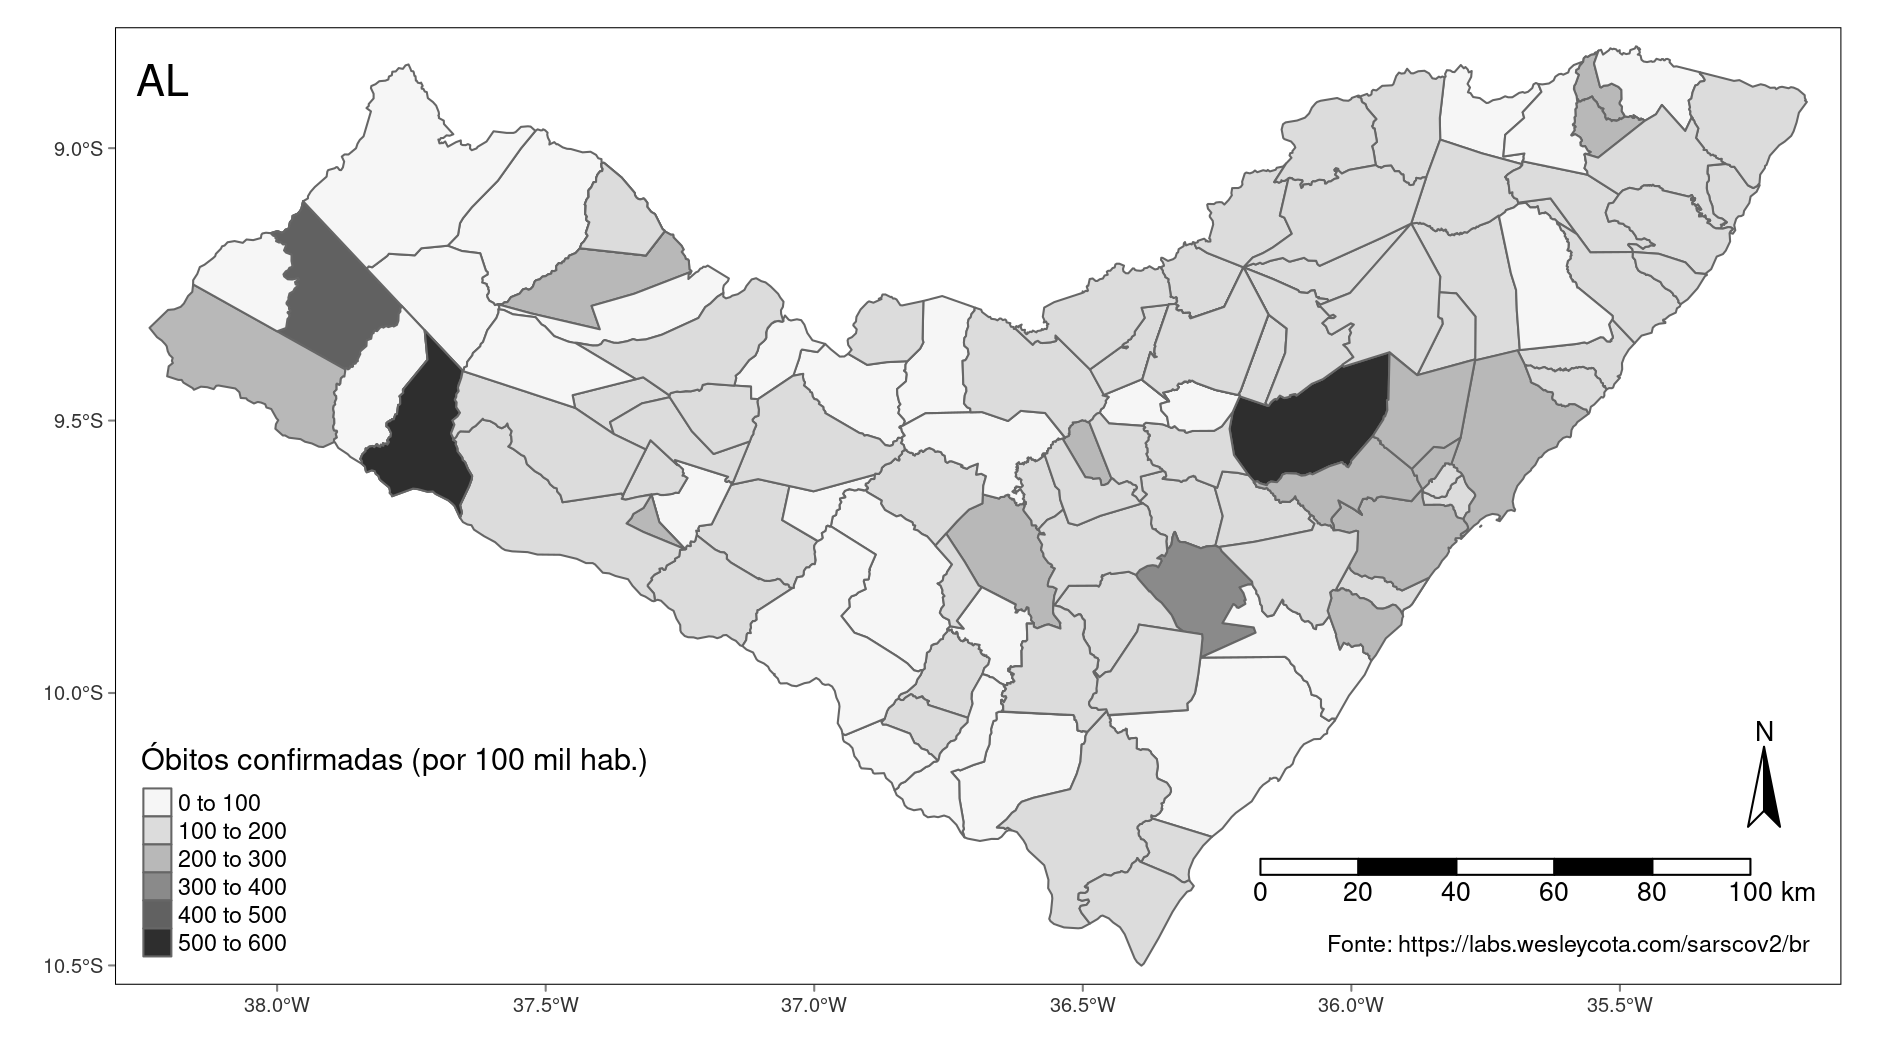 AL
9.0°S
9.5°S
10.0°S
10.5°S
Óbitos confirmadas (por 100 mil hab.)
0 to 100
100 to 200
200 to 300
300 to 400
400 to 500
500 to 600
N
0 20 40 60 80 100 km
Fonte: https://labs.wesleycota.com/sarscov2/br
38.0°W 37.5°W 37.0°W 36.5°W 36.0°W 35.5°W